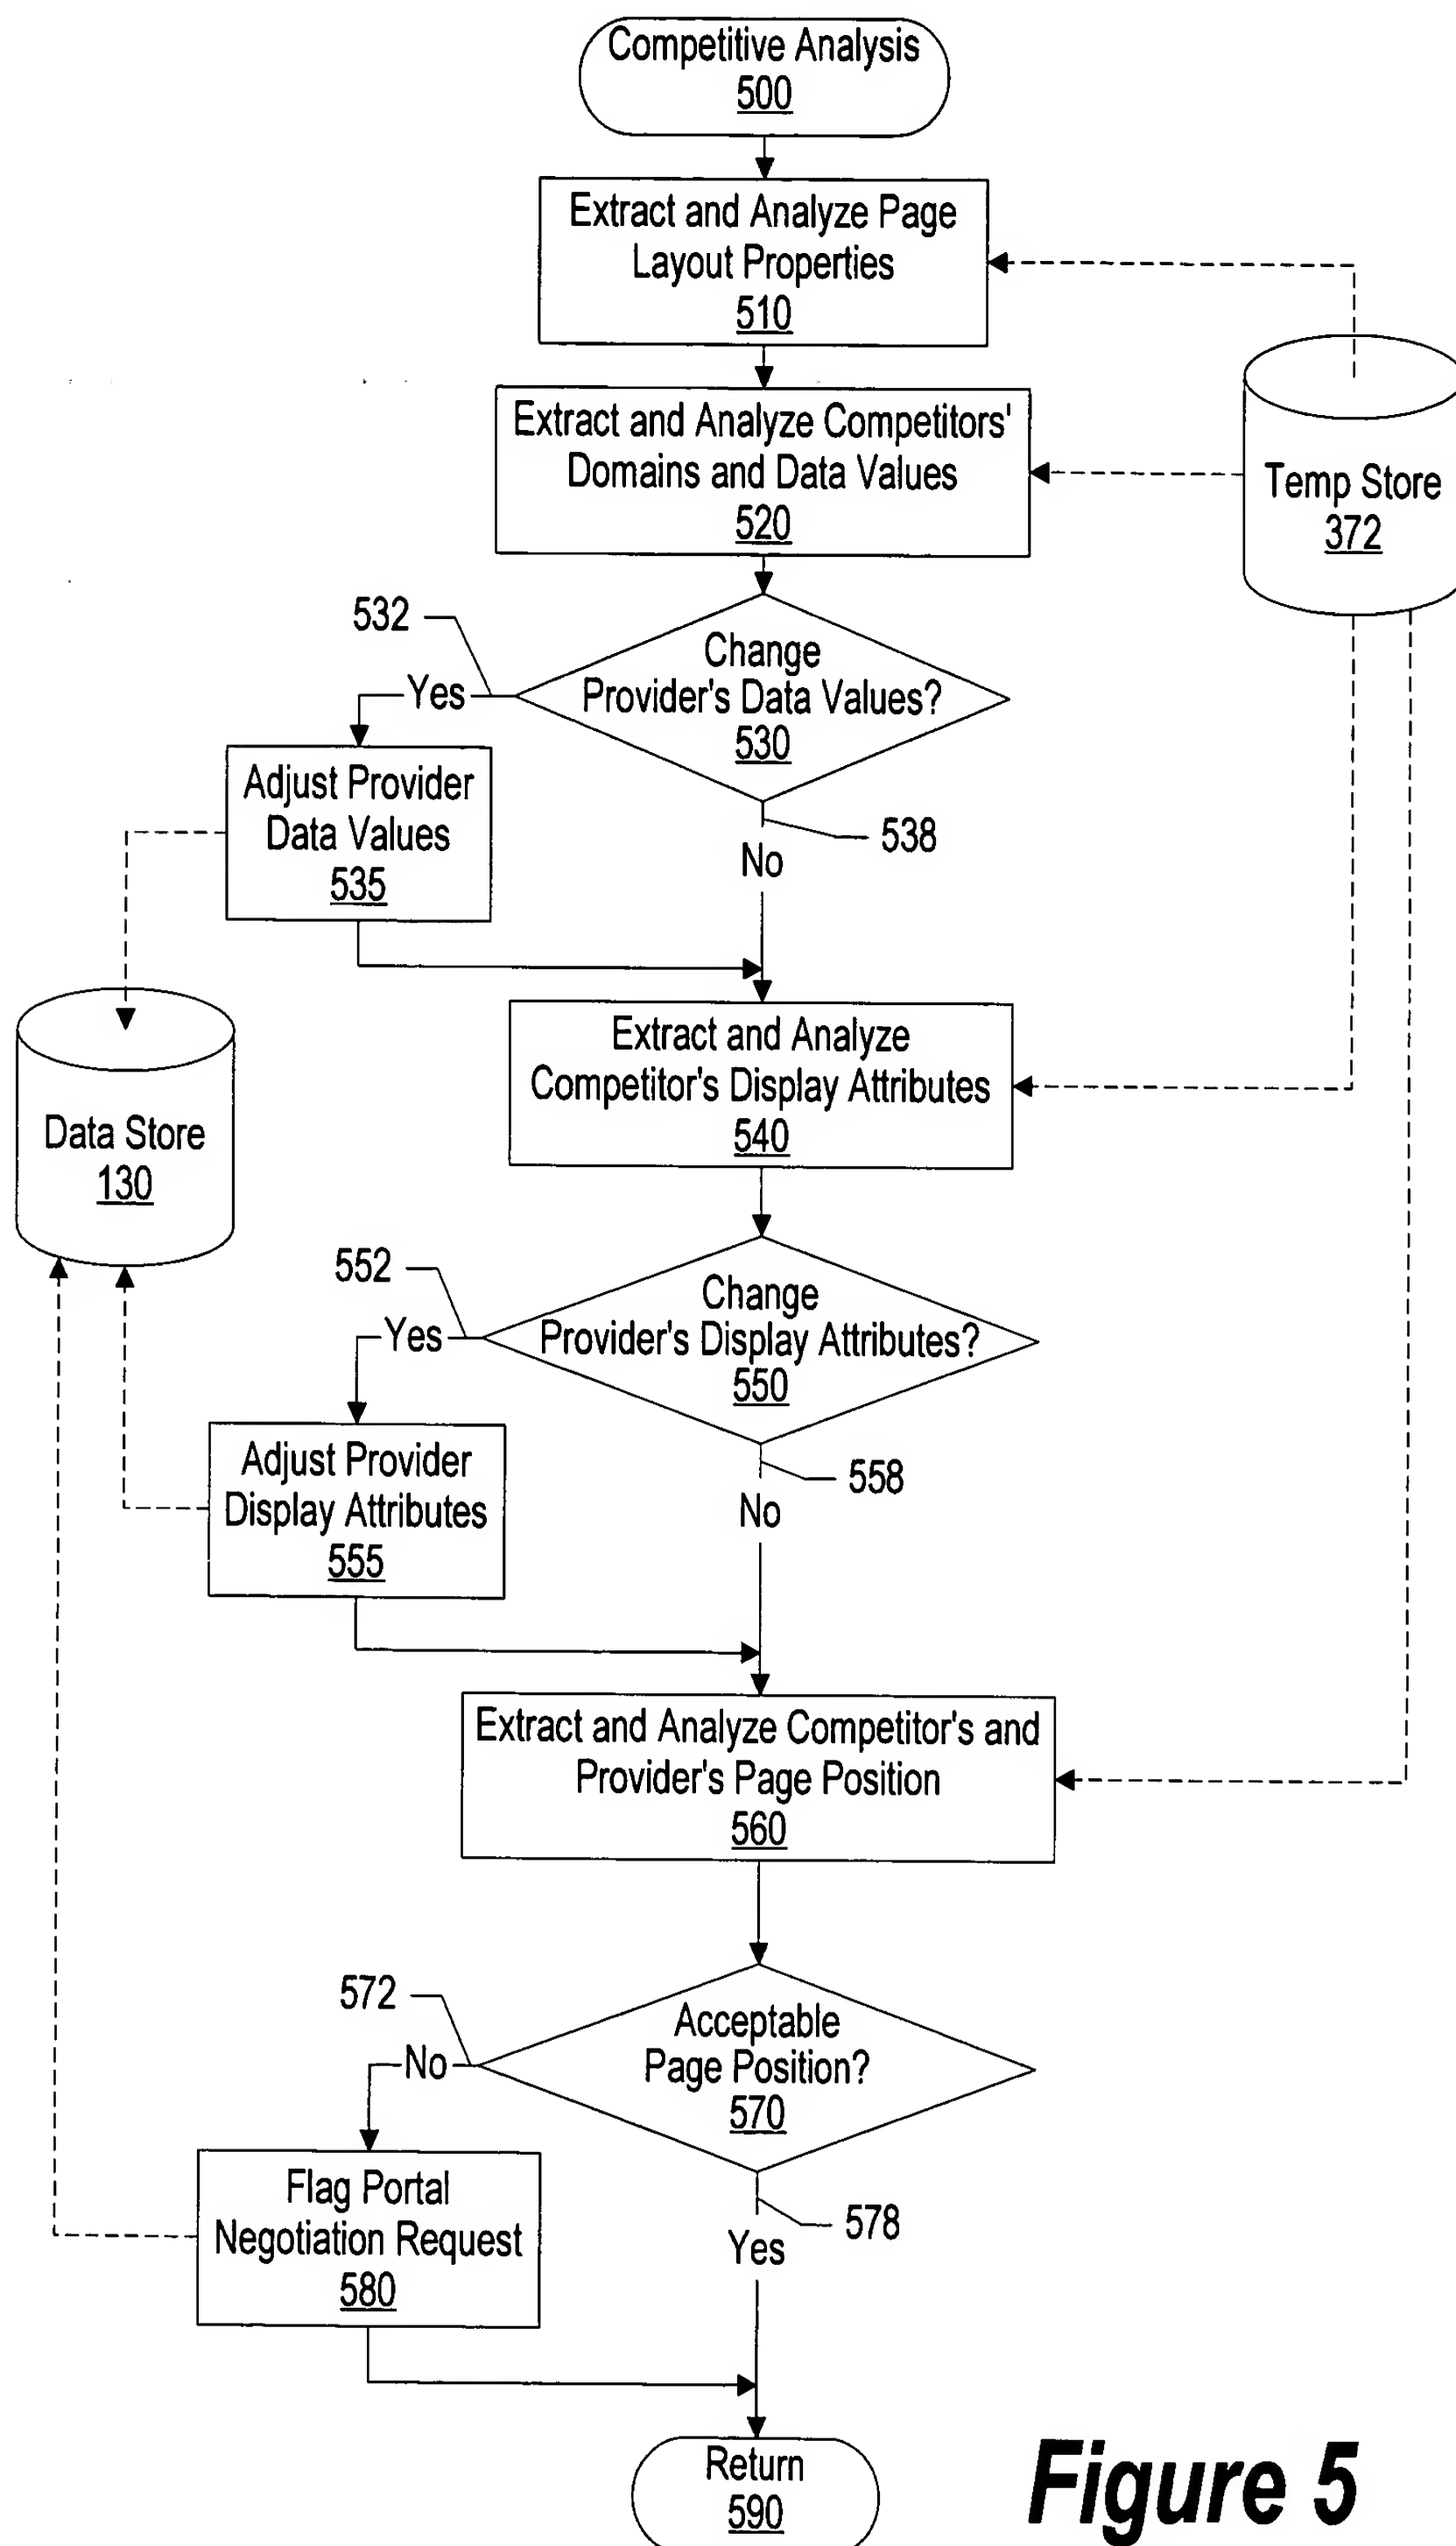 Competitive Analysis
500
Extract and Analyze Page
Layout Properties
510
Extract and Analyze Competitors'
Domains and Data Values
520
Temp Store
372
532
Change
Provider's Data Values?
530
Yes
Adjust Provider
Data Values
535
538
No
Extract and Analyze
Competitor's Display Attributes
540
Data Store
130
552
Change
Provider's Display Attributes?
550
Yes
Adjust Provider
Display Attributes
555
558
No
Extract and Analyze Competitor's and
Provider's Page Position
560
572
Acceptable
Page Position?
570
No
Flag Portal
Negotiation Request
580
578
Yes
Return
590
Figure 5